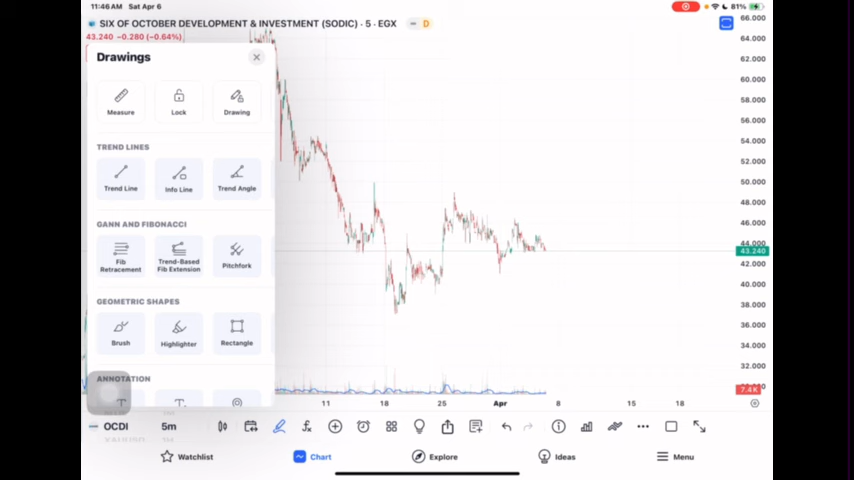 11:46 AM Sat Apr 6
81%
SIX OF OCTOBER DEVELOPMENT & INVESTMENT (SODIC) · 5 · EGX
D
43.240 −0.280 (−0.64%)
Drawings
Measure
Lock
Drawing
TREND LINES
Trend Line
Info Line
Trend Angle
GANN AND FIBONACCI
Fib Retracement
Trend-Based Fib Extension
Pitchfork
GEOMETRIC SHAPES
Brush
Highlighter
Rectangle
ANNOTATION
66.000
64.000
62.000
60.000
58.000
56.000
54.000
52.000
50.000
48.000
46.000
44.000
43.240
42.000
40.000
38.000
36.000
34.000
32.000
7.4K
11
18
25
Apr
8
15
18
OCDI
5m
Watchlist
Chart
Explore
Ideas
Menu